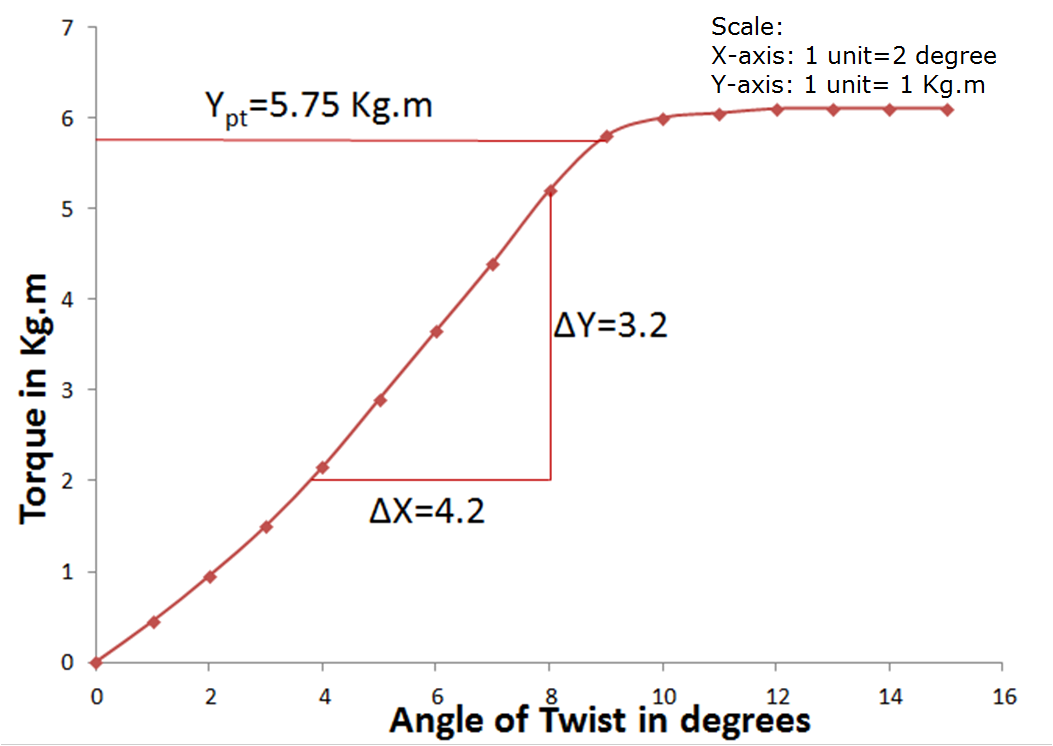 Scale:
X-axis: 1 unit=2 degree
Y-axis: 1 unit= 1 Kg.m
Ypt=5.75 Kg.m
7
6
5
4
3
2
1
0
Torque in Kg.m
ΔY=3.2
ΔX=4.2
0 2 4 6 8 10 12 14 16
Angle of Twist in degrees